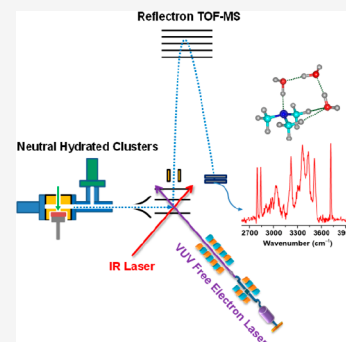 Reflectron TOF-MS
Neutral Hydrated Clusters
IR Laser
VUV Free Electron Laser
2700 3000 3300 3600 390
Wavenumber (cm⁻¹)